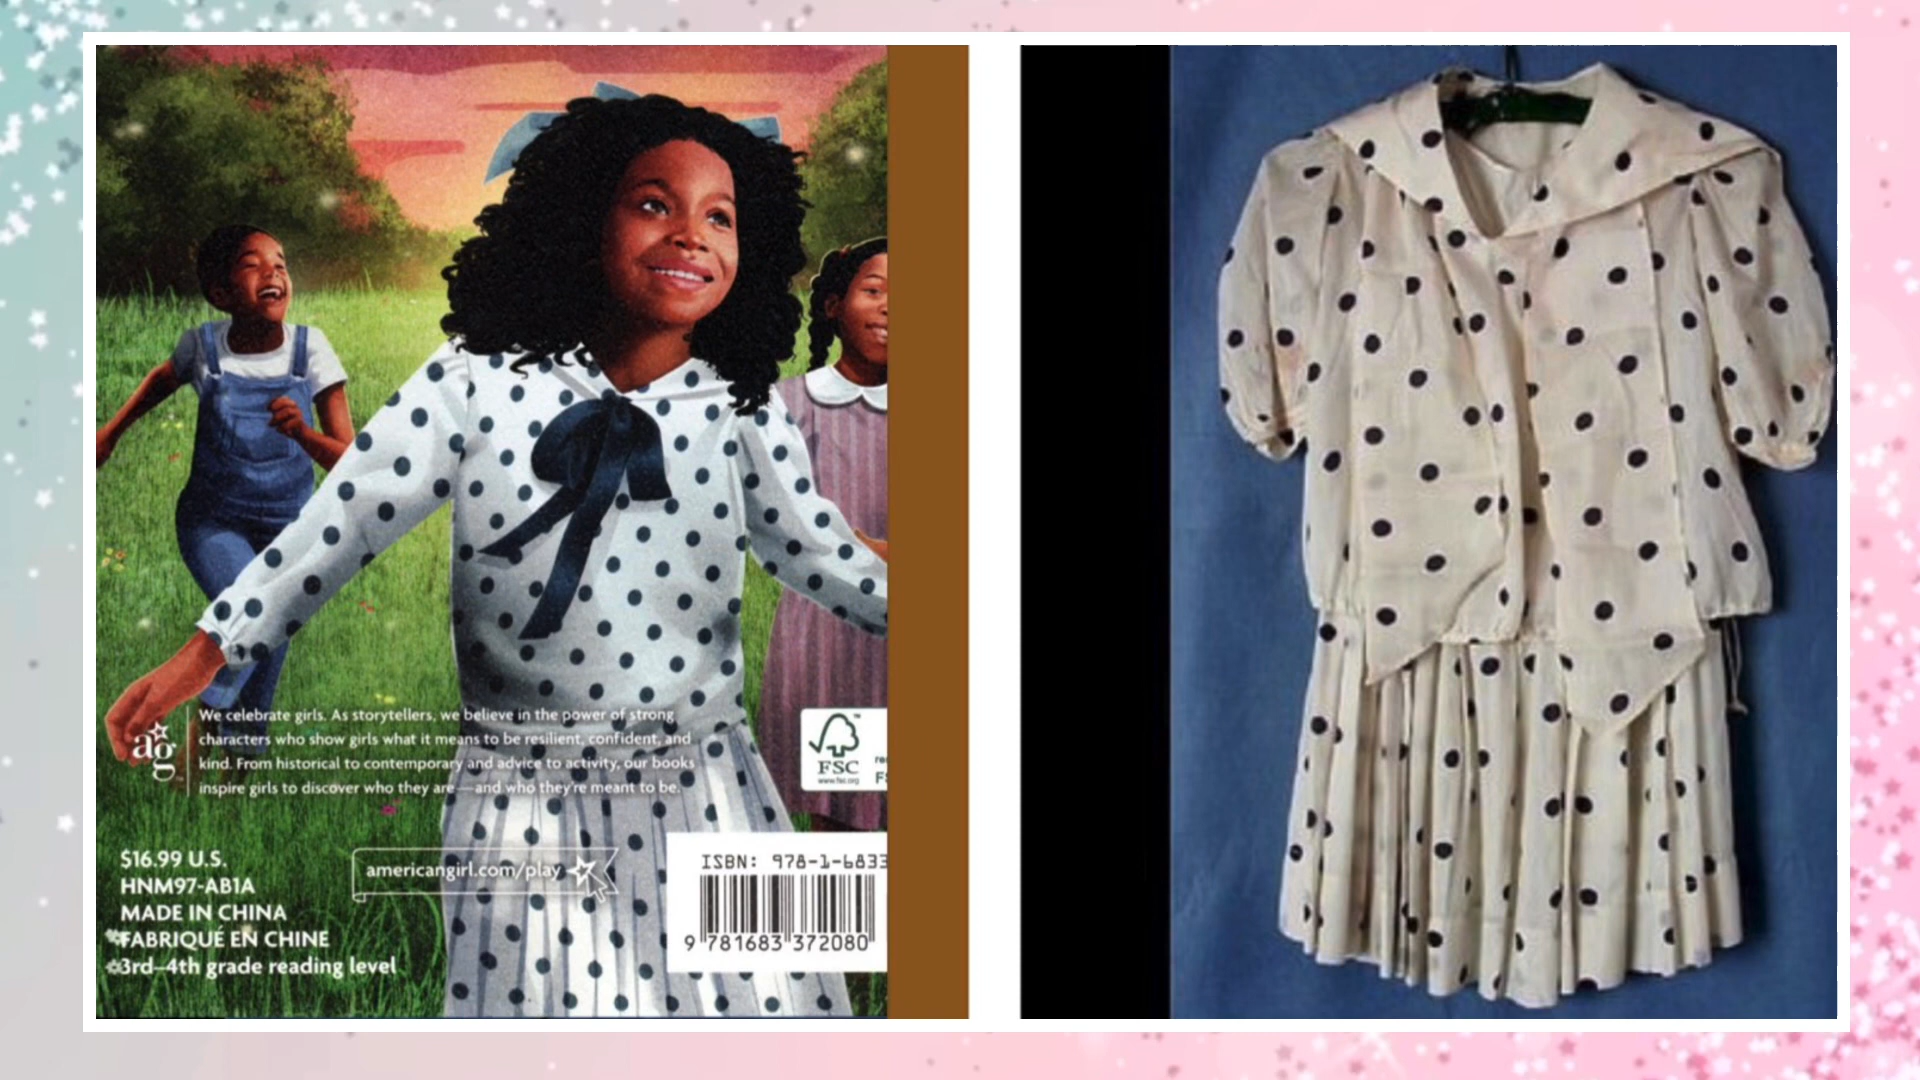 We celebrate girls. As storytellers, we believe in the power of strong
characters who show girls what it means to be resilient, confident, and
kind. From historical to contemporary and advice to activity, our books
inspire girls to discover who they are—and who they're meant to be.
ag
™
FSC
www.fsc.org
$16.99 U.S.
HNM97-AB1A
MADE IN CHINA
FABRIQUÉ EN CHINE
3rd–4th grade reading level
americangirl.com/play
ISBN: 978-1-6833
9 781683 372080